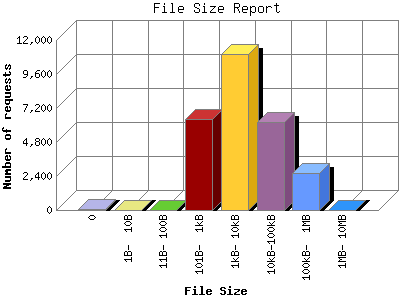 File Size Report
Number of requests
12,000
9,600
7,200
4,800
2,400
0
0
1B- 10B
11B- 100B
101B- 1kB
1kB- 10kB
10kB-100kB
100kB- 1MB
1MB- 10MB
File Size